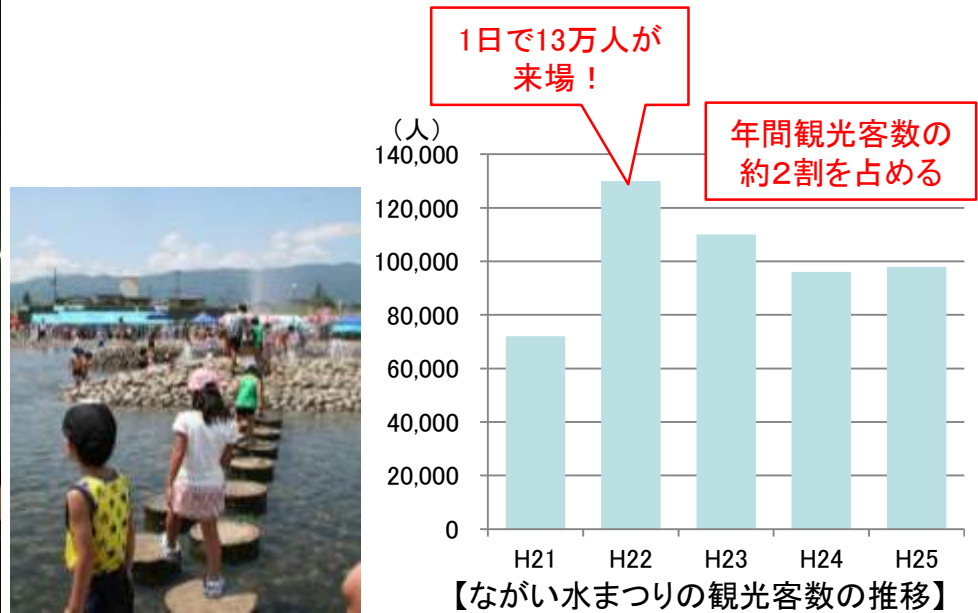 1日で13万人が
来場！
年間観光客数の
約２割を占める
（人）
140,000
120,000
100,000
80,000
60,000
40,000
20,000
0
H21 H22 H23 H24 H25
【ながい水まつりの観光客数の推移】